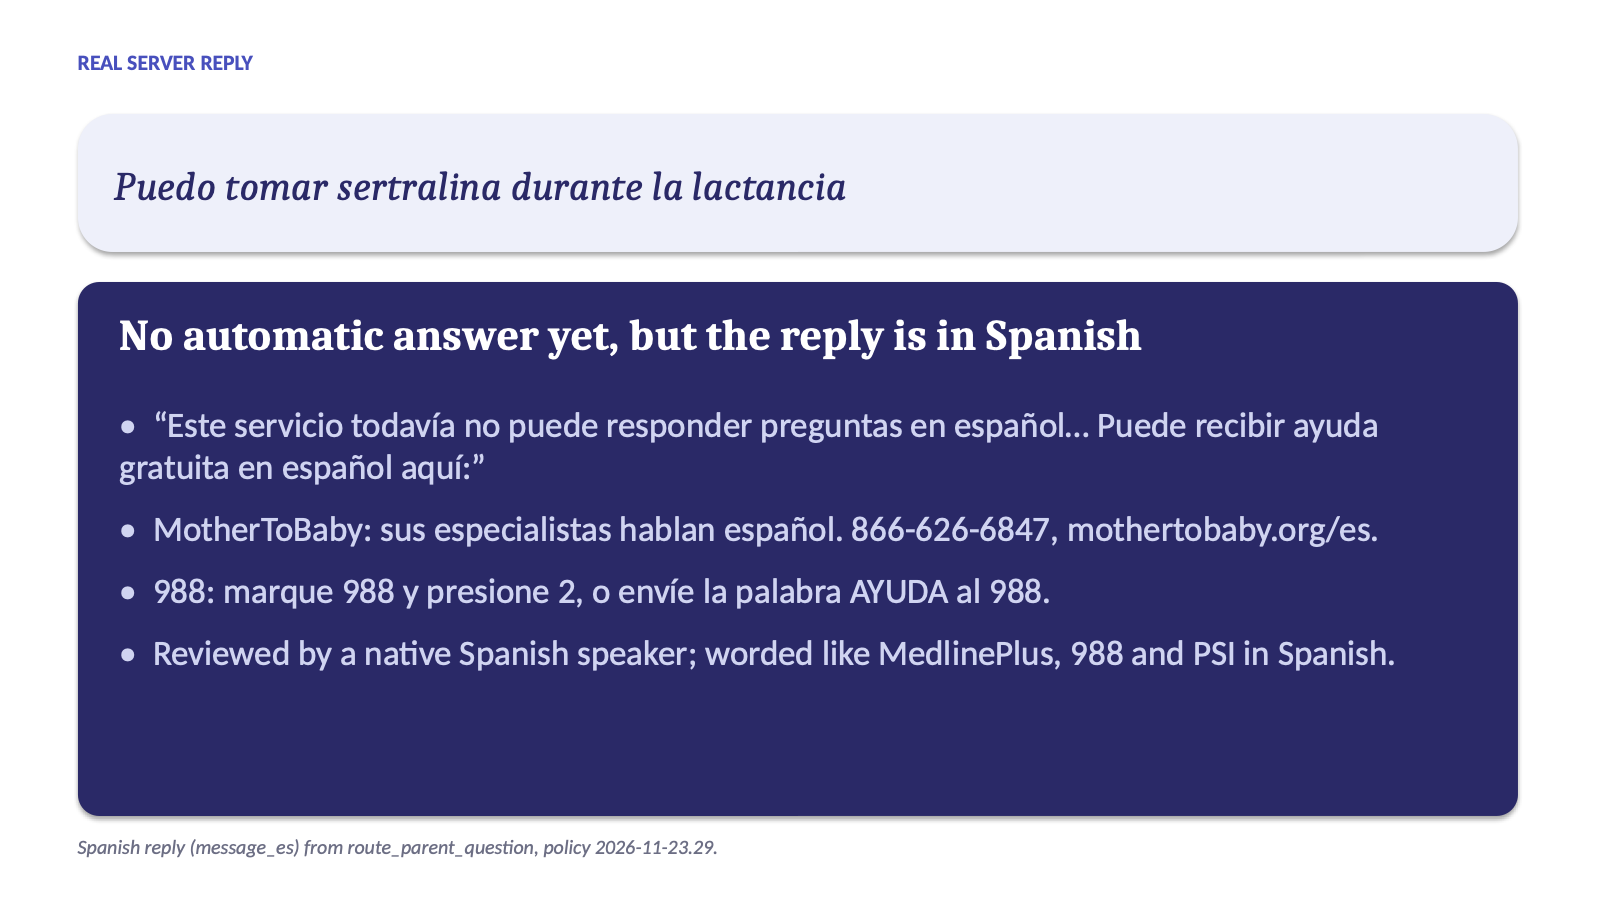 REAL SERVER REPLY
Puedo tomar sertralina durante la lactancia
No automatic answer yet, but the reply is in Spanish
• “Este servicio todavía no puede responder preguntas en español… Puede recibir ayuda
gratuita en español aquí:”
• MotherToBaby: sus especialistas hablan español. 866-626-6847, mothertobaby.org/es.
• 988: marque 988 y presione 2, o envíe la palabra AYUDA al 988.
• Reviewed by a native Spanish speaker; worded like MedlinePlus, 988 and PSI in Spanish.
Spanish reply (message_es) from route_parent_question, policy 2026-11-23.29.